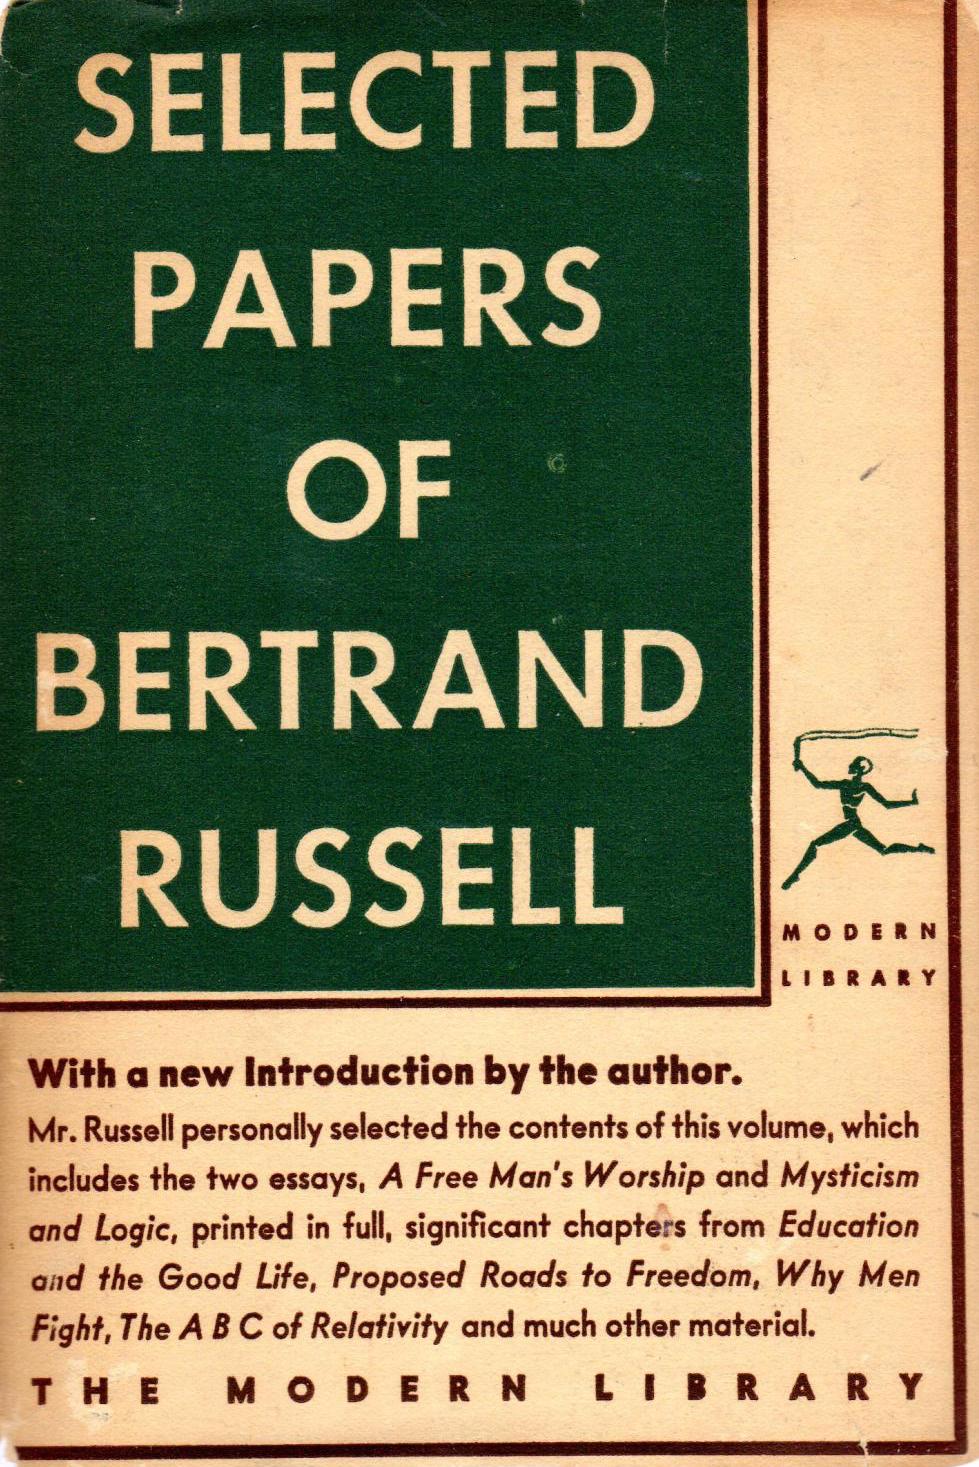 SELECTED
PAPERS
OF
BERTRAND
RUSSELL
MODERN
LIBRARY
With a new Introduction by the author.
Mr. Russell personally selected the contents of this volume, which
includes the two essays, A Free Man's Worship and Mysticism
and Logic, printed in full, significant chapters from Education
and the Good Life, Proposed Roads to Freedom, Why Men
Fight, The A B C of Relativity and much other material.
THE MODERN LIBRARY